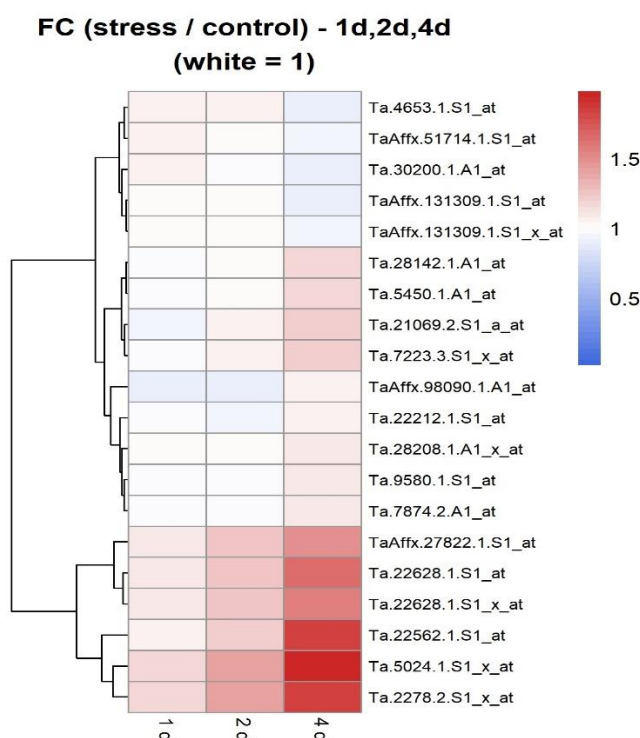 FC (stress / control) - 1d,2d,4d
(white = 1)
Ta.4653.1.S1_at
TaAffx.51714.1.S1_at
Ta.30200.1.A1_at
TaAffx.131309.1.S1_at
TaAffx.131309.1.S1_x_at
Ta.28142.1.A1_at
Ta.5450.1.A1_at
Ta.21069.2.S1_a_at
Ta.7223.3.S1_x_at
TaAffx.98090.1.A1_at
Ta.22212.1.S1_at
Ta.28208.1.A1_x_at
Ta.9580.1.S1_at
Ta.7874.2.A1_at
TaAffx.27822.1.S1_at
Ta.22628.1.S1_at
Ta.22628.1.S1_x_at
Ta.22562.1.S1_at
Ta.5024.1.S1_x_at
Ta.2278.2.S1_x_at
1.5
1
0.5
1 d
2 d
4 d